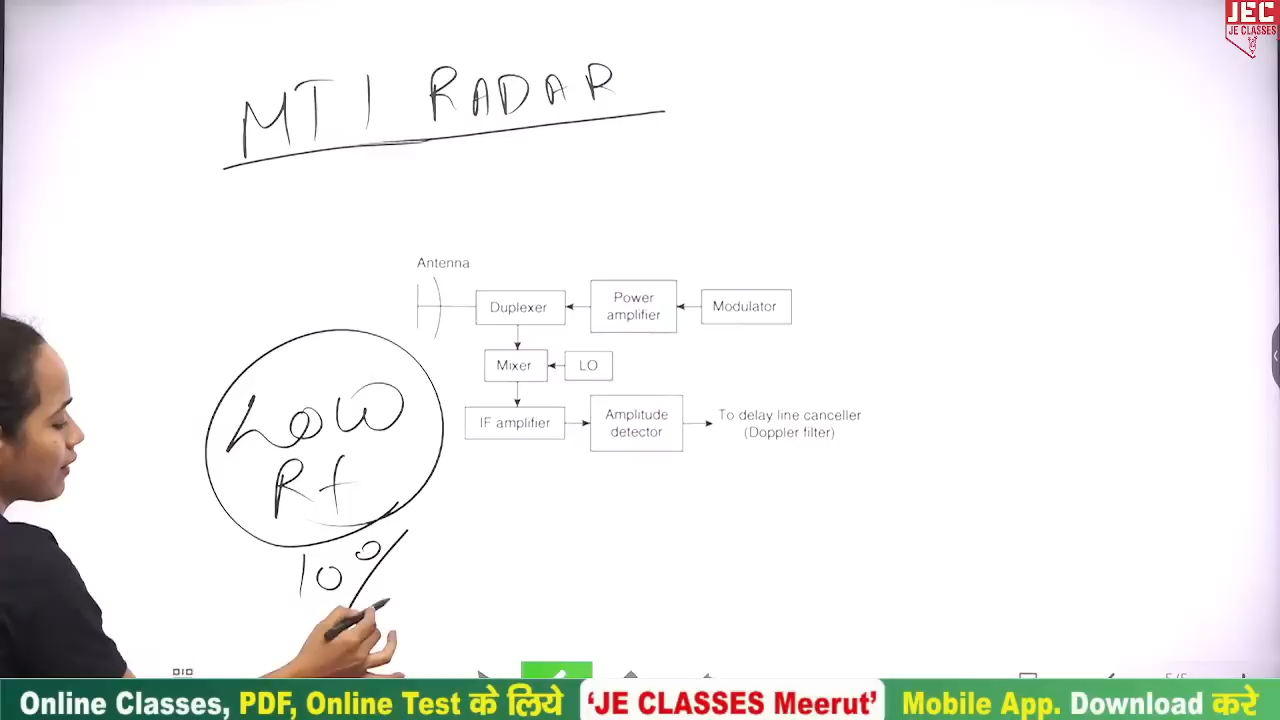 JEC
JE CLASSES
MTI RADAR
Antenna
Duplexer
Power
amplifier
Modulator
Mixer
LO
IF amplifier
Amplitude
detector
To delay line canceller
(Doppler filter)
Low
Rf
10%
Online Classes, PDF, Online Test के लिये 'JE CLASSES Meerut' Mobile App. Download करे